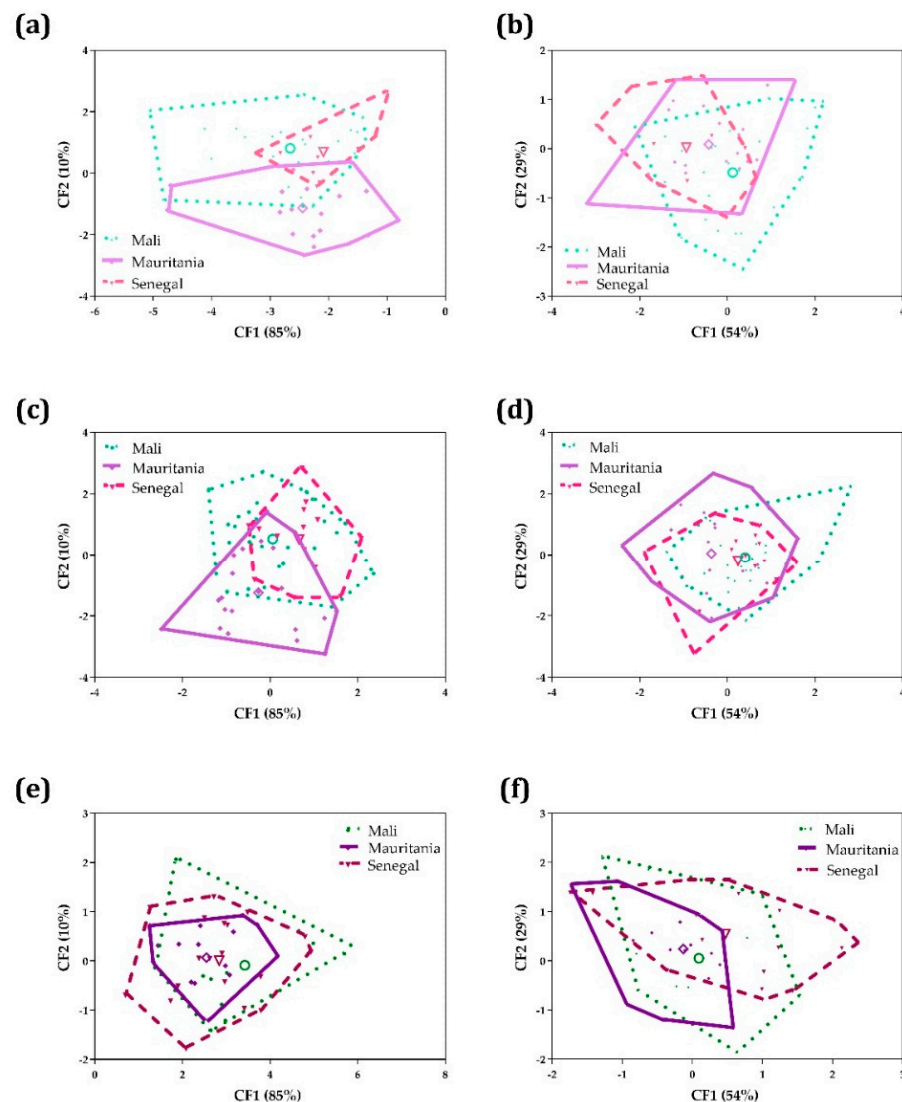 (a)
4
2
0
-2
-4
CF2 (10%)
Mali
Mauritania
Senegal
-6 -5 -4 -3 -2 -1 0
CF1 (85%)
(b)
2
1
0
-1
-2
-3
CF2 (29%)
Mali
Mauritania
Senegal
-4 -2 0 2 4
CF1 (54%)
(c)
4
2
0
-2
-4
CF2 (10%)
Mali
Mauritania
Senegal
-4 -2 0 2 4
CF1 (85%)
(d)
4
2
0
-2
-4
CF2 (29%)
Mali
Mauritania
Senegal
-4 -2 0 2 4
CF1 (54%)
(e)
3
2
1
0
-1
-2
CF2 (10%)
Mali
Mauritania
Senegal
0 2 4 6 8
CF1 (85%)
(f)
3
2
1
0
-1
-2
CF2 (29%)
Mali
Mauritania
Senegal
-2 -1 0 1 2 3
CF1 (54%)